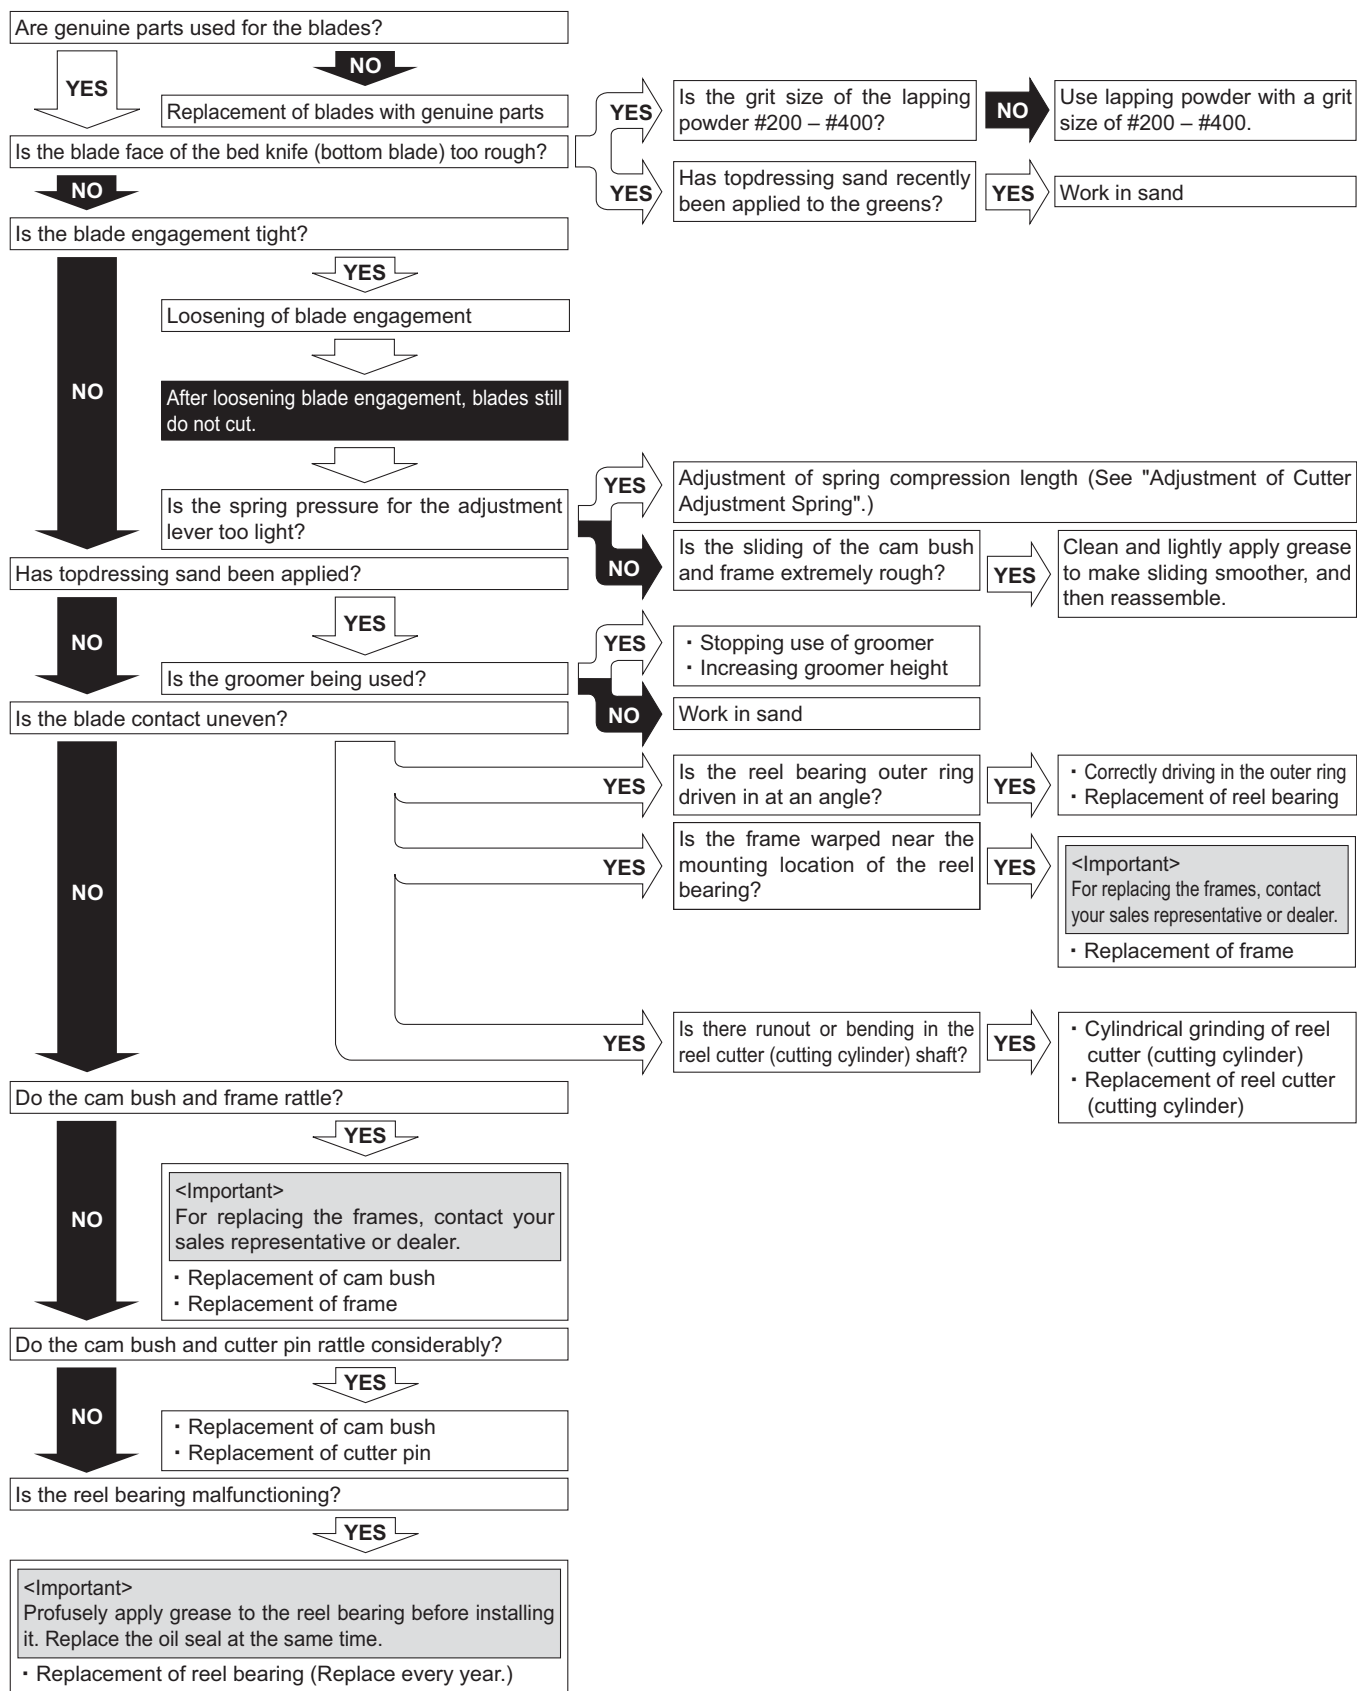 Are genuine parts used for the blades?
YES
NO
Replacement of blades with genuine parts
Is the blade face of the bed knife (bottom blade) too rough?
YES
Is the grit size of the lapping
powder #200 – #400?
NO
Use lapping powder with a grit
size of #200 – #400.
YES
Has topdressing sand recently
been applied to the greens?
YES
Work in sand
NO
Is the blade engagement tight?
YES
Loosening of blade engagement
NO
After loosening blade engagement, blades still
do not cut.
Is the spring pressure for the adjustment
lever too light?
YES
Adjustment of spring compression length (See "Adjustment of Cutter
Adjustment Spring".)
NO
Is the sliding of the cam bush
and frame extremely rough?
YES
Clean and lightly apply grease
to make sliding smoother, and
then reassemble.
Has topdressing sand been applied?
NO
YES
Is the groomer being used?
YES
・Stopping use of groomer
・Increasing groomer height
NO
Work in sand
Is the blade contact uneven?
NO
YES
Is the reel bearing outer ring
driven in at an angle?
YES
・Correctly driving in the outer ring
・Replacement of reel bearing
YES
Is the frame warped near the
mounting location of the reel
bearing?
YES
<Important>
For replacing the frames, contact
your sales representative or dealer.
・Replacement of frame
YES
Is there runout or bending in the
reel cutter (cutting cylinder) shaft?
YES
・Cylindrical grinding of reel
cutter (cutting cylinder)
・Replacement of reel cutter
(cutting cylinder)
Do the cam bush and frame rattle?
NO
YES
<Important>
For replacing the frames, contact your
sales representative or dealer.
・Replacement of cam bush
・Replacement of frame
Do the cam bush and cutter pin rattle considerably?
NO
YES
・Replacement of cam bush
・Replacement of cutter pin
Is the reel bearing malfunctioning?
YES
<Important>
Profusely apply grease to the reel bearing before installing
it. Replace the oil seal at the same time.
・Replacement of reel bearing (Replace every year.)